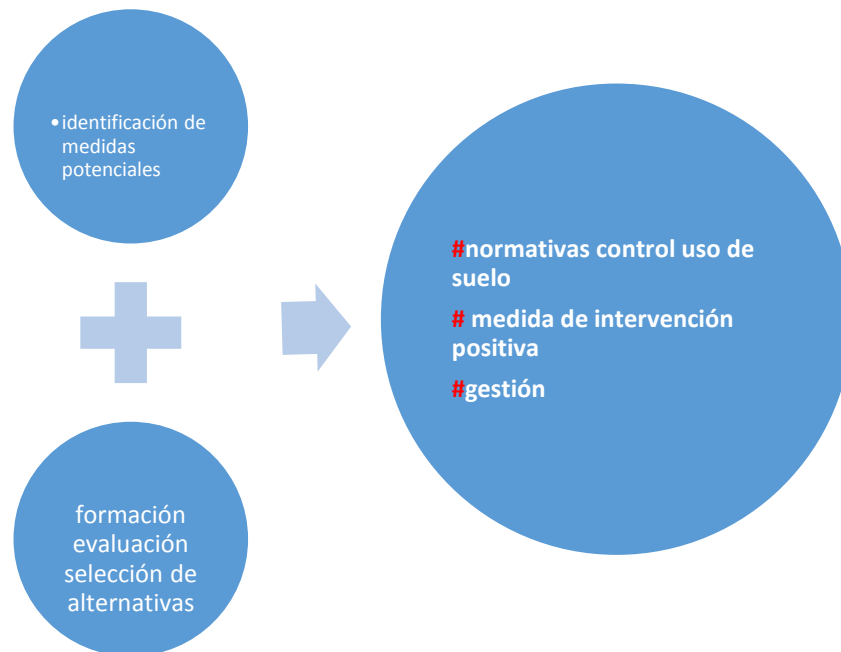 •identificación de
medidas
potenciales
#normativas control uso de
suelo
# medida de intervención
positiva
#gestión
formación
evaluación
selección de
alternativas